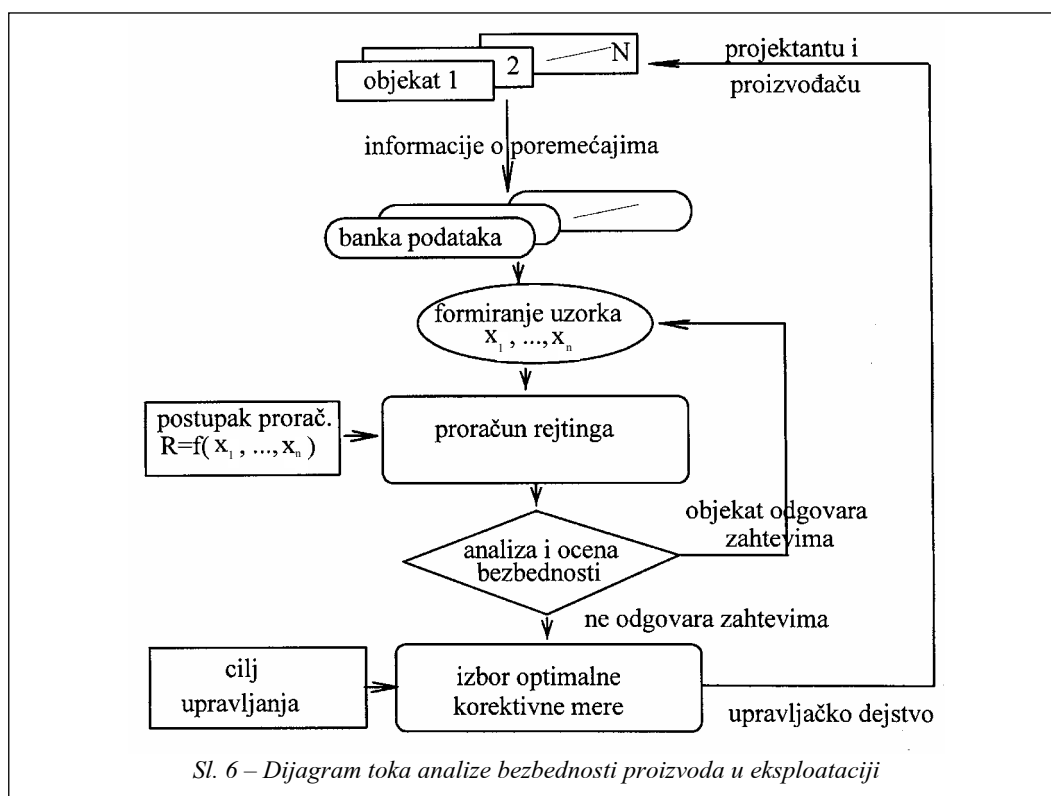 objekat 1
2
N
projektantu i
proizvođaču
informacije o poremećajima
banka podataka
formiranje uzorka
x₁ , ...,xₙ
postupak prorač.
R=f( x₁ , ...,xₙ )
proračun rejtinga
objekat odgovara
zahtevima
analiza i ocena
bezbednosti
ne odgovara zahtevima
cilj
upravljanja
izbor optimalne
korektivne mere
upravljačko dejstvo
Sl. 6 – Dijagram toka analize bezbednosti proizvoda u eksploataciji